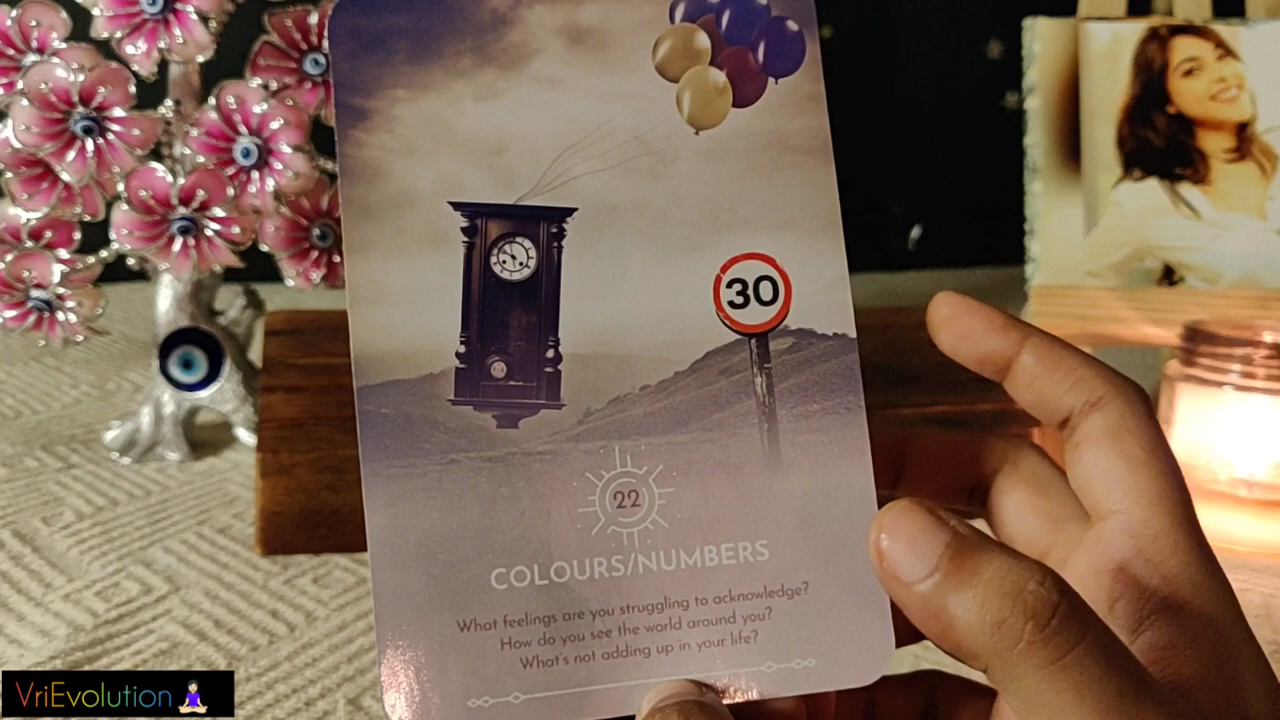 30
22
COLOURS/NUMBERS
What feelings are you struggling to acknowledge?
How do you see the world around you?
What's not adding up in your life?
VriEvolution